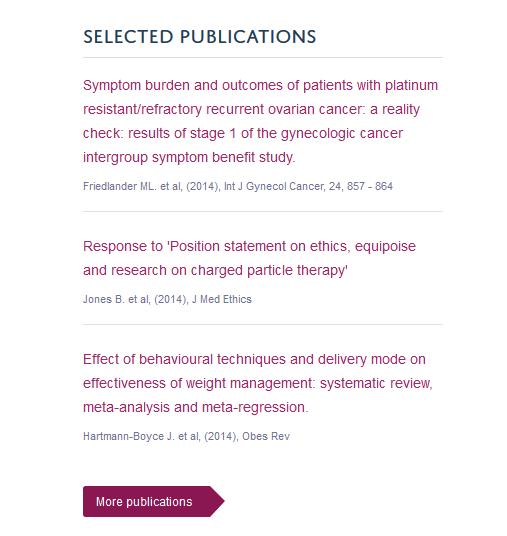 SELECTED PUBLICATIONS
Symptom burden and outcomes of patients with platinum
resistant/refractory recurrent ovarian cancer: a reality
check: results of stage 1 of the gynecologic cancer
intergroup symptom benefit study.
Friedlander ML. et al, (2014), Int J Gynecol Cancer, 24, 857 - 864
Response to 'Position statement on ethics, equipoise
and research on charged particle therapy'
Jones B. et al, (2014), J Med Ethics
Effect of behavioural techniques and delivery mode on
effectiveness of weight management: systematic review,
meta-analysis and meta-regression.
Hartmann-Boyce J. et al, (2014), Obes Rev
More publications